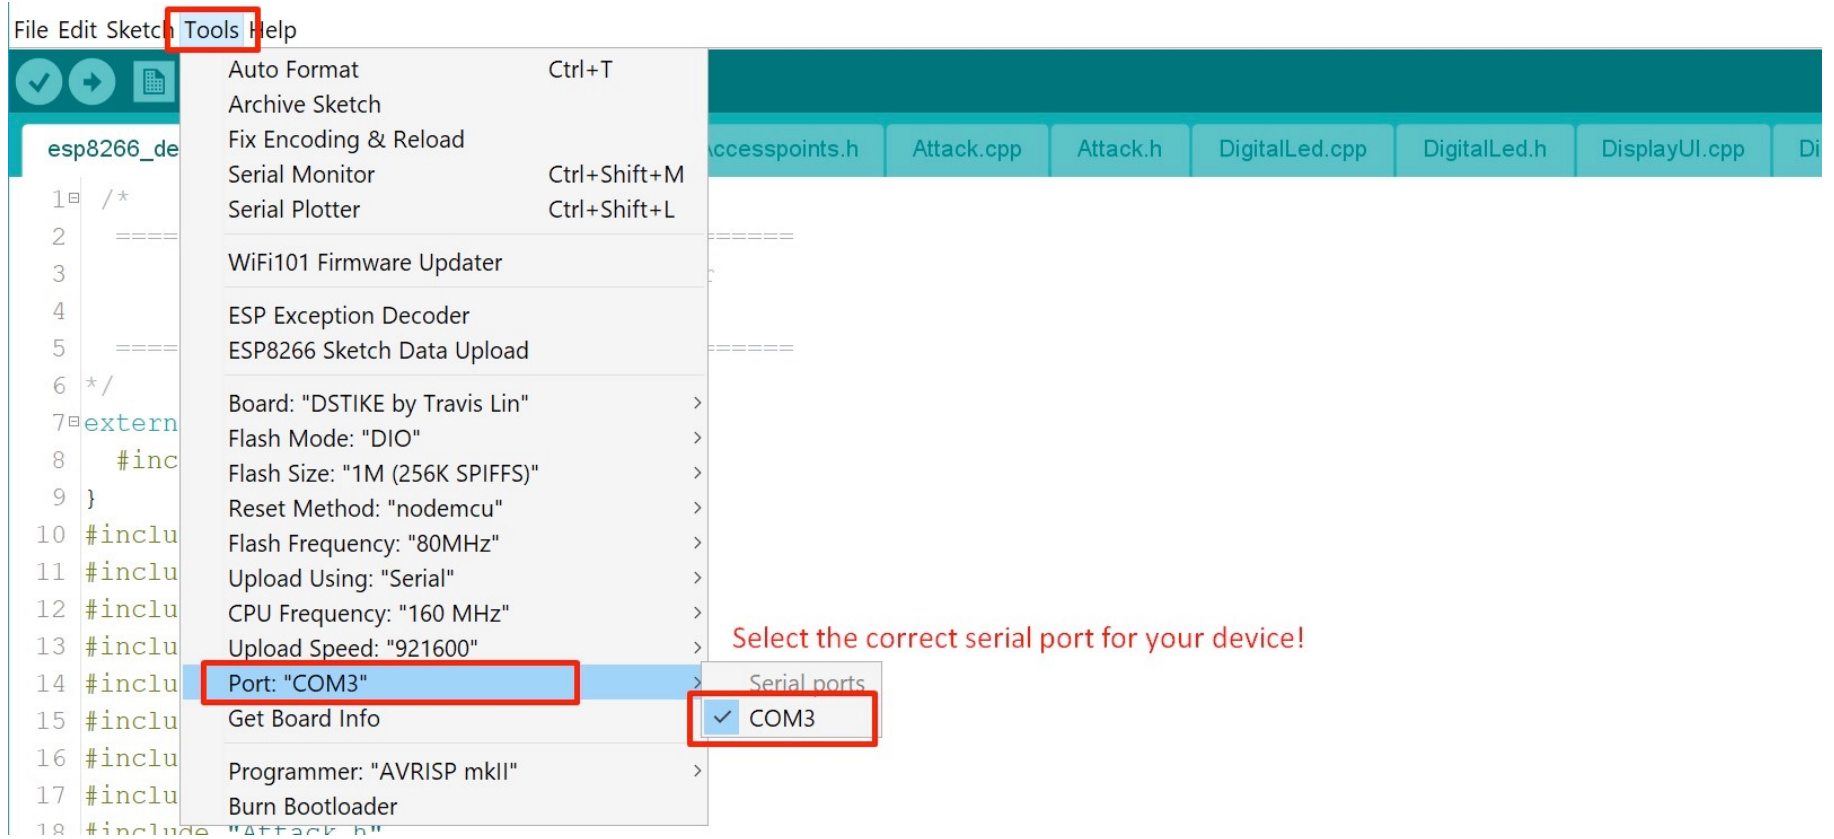 File Edit Sketch Tools Help
Auto Format Ctrl+T
Archive Sketch
Fix Encoding & Reload
Serial Monitor Ctrl+Shift+M
Serial Plotter Ctrl+Shift+L
WiFi101 Firmware Updater
ESP Exception Decoder
ESP8266 Sketch Data Upload
Board: "DSTIKE by Travis Lin"
Flash Mode: "DIO"
Flash Size: "1M (256K SPIFFS)"
Reset Method: "nodemcu"
Flash Frequency: "80MHz"
Upload Using: "Serial"
CPU Frequency: "160 MHz"
Upload Speed: "921600"
Port: "COM3"
Get Board Info
Programmer: "AVRISP mkII"
Burn Bootloader
Serial ports
COM3
Select the correct serial port for your device!
esp8266_de ccesspoints.h Attack.cpp Attack.h DigitalLed.cpp DigitalLed.h DisplayUI.cpp Di
1 /*
2 ==== =======
3
4
5 ==== =======
6 */
7 extern
8 #inc
9 }
10 #inclu
11 #inclu
12 #inclu
13 #inclu
14 #inclu
15 #inclu
16 #inclu
17 #inclu
18 #include "Attack.h"